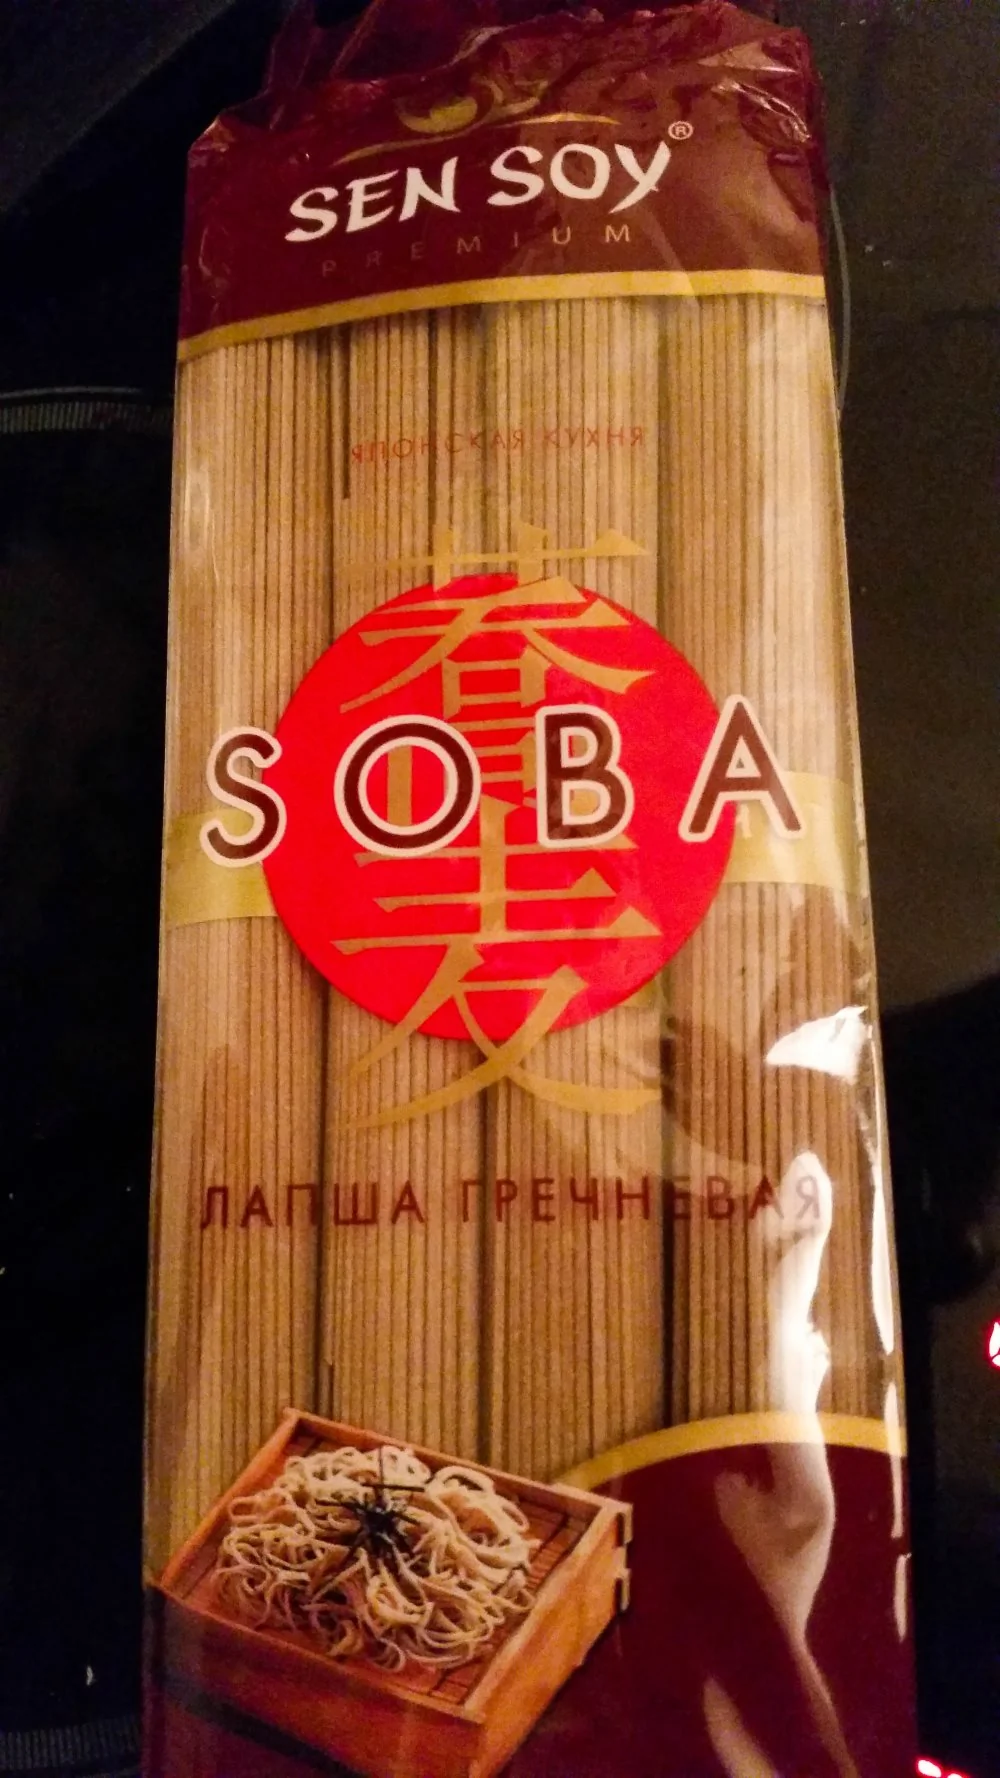 SEN SOY®
PREMIUM
ЯПОНСКАЯ КУХНЯ
蕎麦
SOBA
ЛАПША ГРЕЧНЕВАЯ